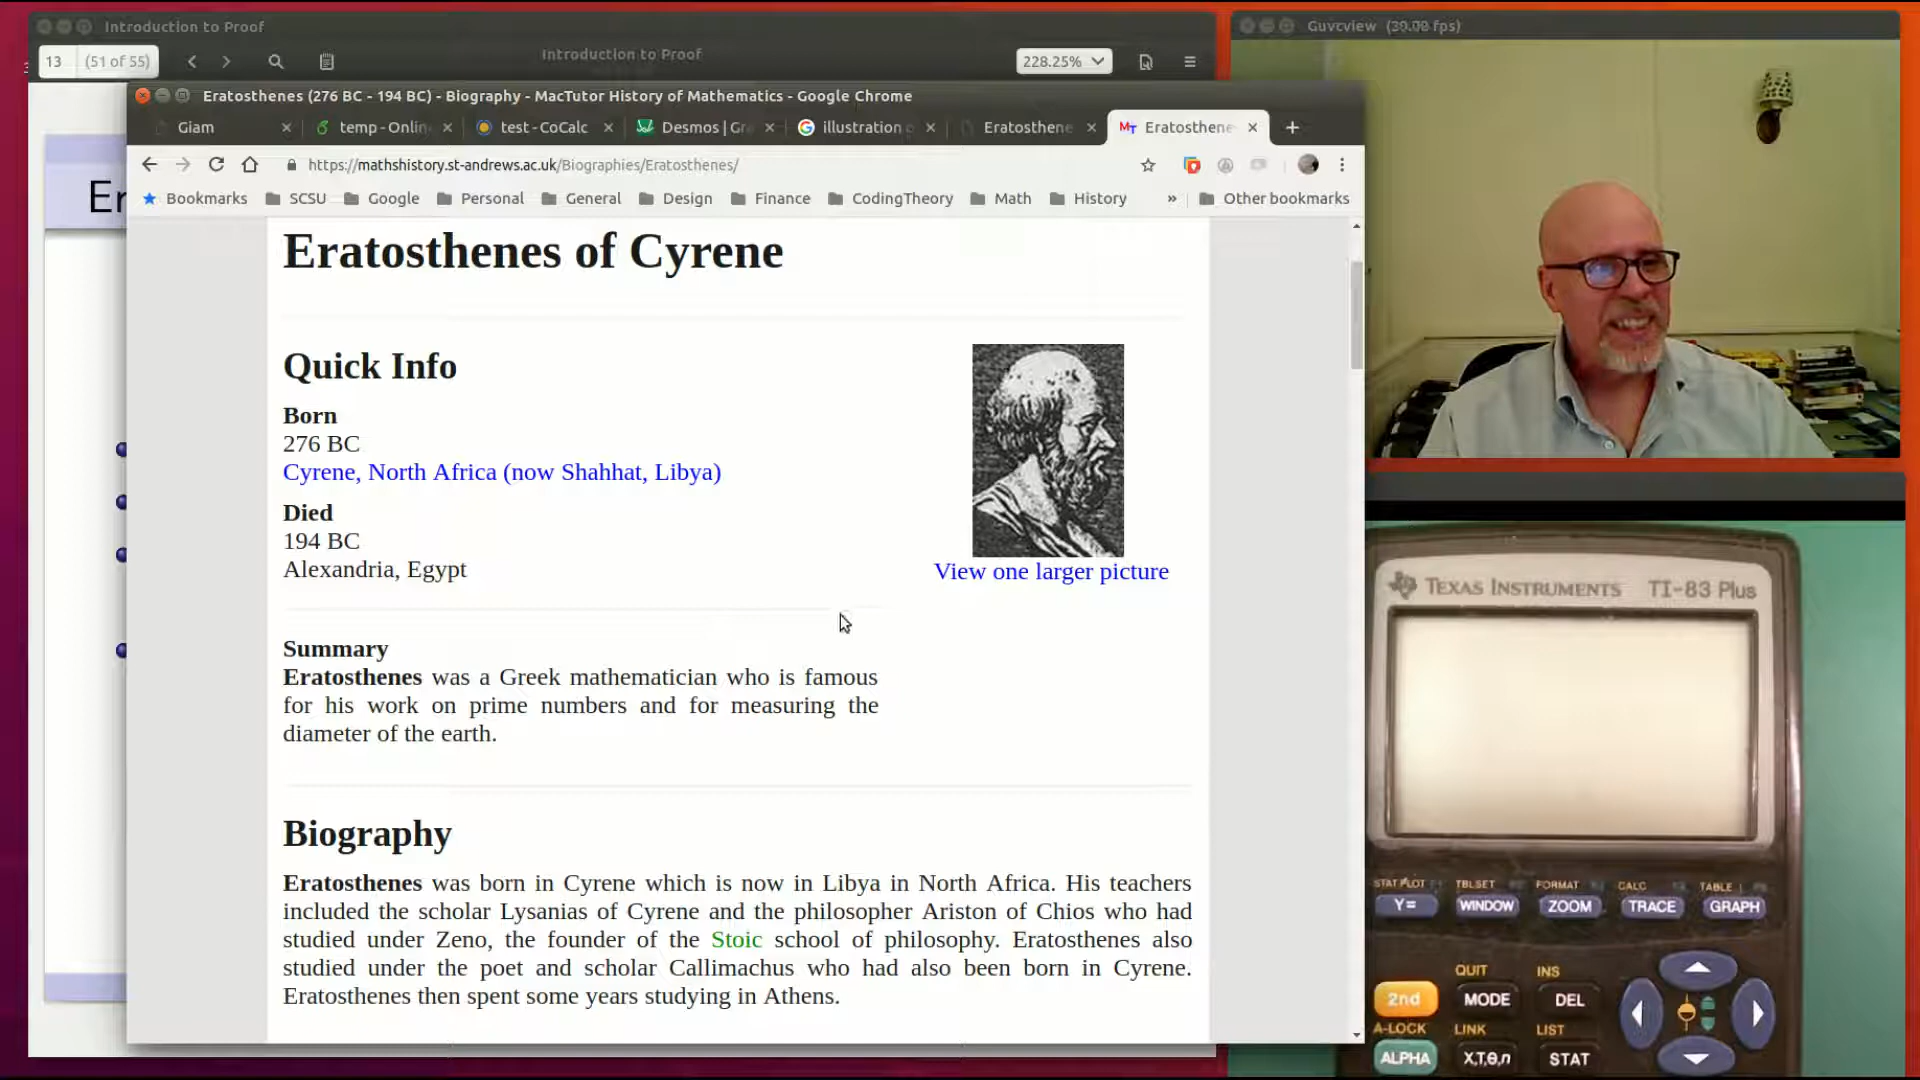 Introduction to Proof
13 (51 of 55)
Introduction to Proof
228.25%
Guvcview (30.00 fps)
Er
Eratosthenes (276 BC - 194 BC) - Biography - MacTutor History of Mathematics - Google Chrome
Giam
temp - Onlin
test - CoCalc
Desmos | Gr
illustration
Eratosthene
MT Eratosthene
https://mathshistory.st-andrews.ac.uk/Biographies/Eratosthenes/
Bookmarks SCSU Google Personal General Design Finance CodingTheory Math History » Other bookmarks
Eratosthenes of Cyrene
Quick Info
Born
276 BC
Cyrene, North Africa (now Shahhat, Libya)
Died
194 BC
Alexandria, Egypt
View one larger picture
Summary
Eratosthenes was a Greek mathematician who is famous
for his work on prime numbers and for measuring the
diameter of the earth.
Biography
Eratosthenes was born in Cyrene which is now in Libya in North Africa. His teachers
included the scholar Lysanias of Cyrene and the philosopher Ariston of Chios who had
studied under Zeno, the founder of the Stoic school of philosophy. Eratosthenes also
studied under the poet and scholar Callimachus who had also been born in Cyrene.
Eratosthenes then spent some years studying in Athens.
TEXAS INSTRUMENTS TI-83 Plus
STAT PLOT TBLSET FORMAT CALC TABLE
Y= WINDOW ZOOM TRACE GRAPH
QUIT INS
2nd MODE DEL
A-LOCK LINK LIST
ALPHA X,T,θ,n STAT